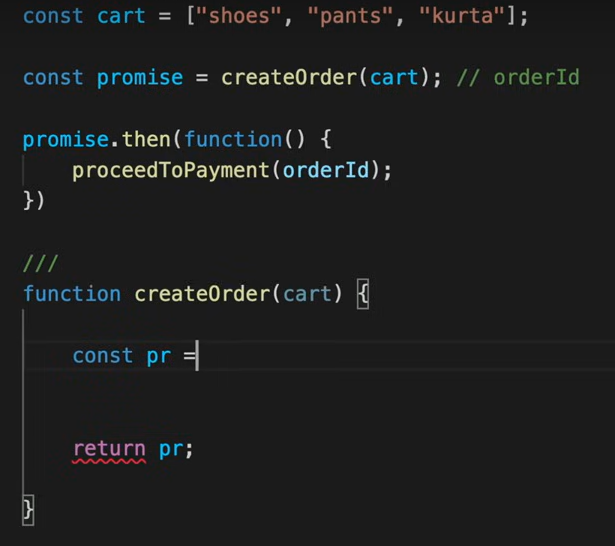 const cart = ["shoes", "pants", "kurta"];
const promise = createOrder(cart); // orderId
promise.then(function() {
    proceedToPayment(orderId);
})
///
function createOrder(cart) {
    const pr =
    return pr;
}